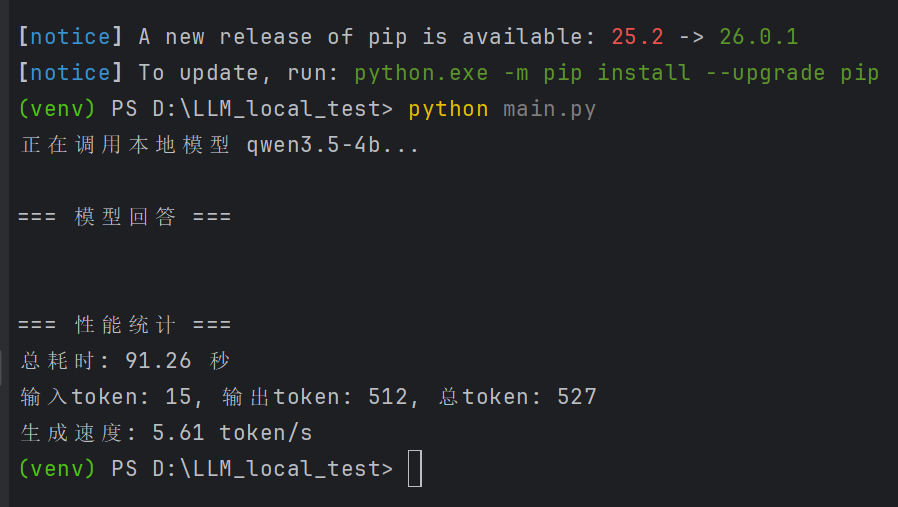 [notice] A new release of pip is available: 25.2 -> 26.0.1
[notice] To update, run: python.exe -m pip install --upgrade pip
(venv) PS D:\LLM_local_test> python main.py
正在调用本地模型 qwen3.5-4b...
=== 模型回答 ===
=== 性能统计 ===
总耗时: 91.26 秒
输入token: 15, 输出token: 512, 总token: 527
生成速度: 5.61 token/s
(venv) PS D:\LLM_local_test>